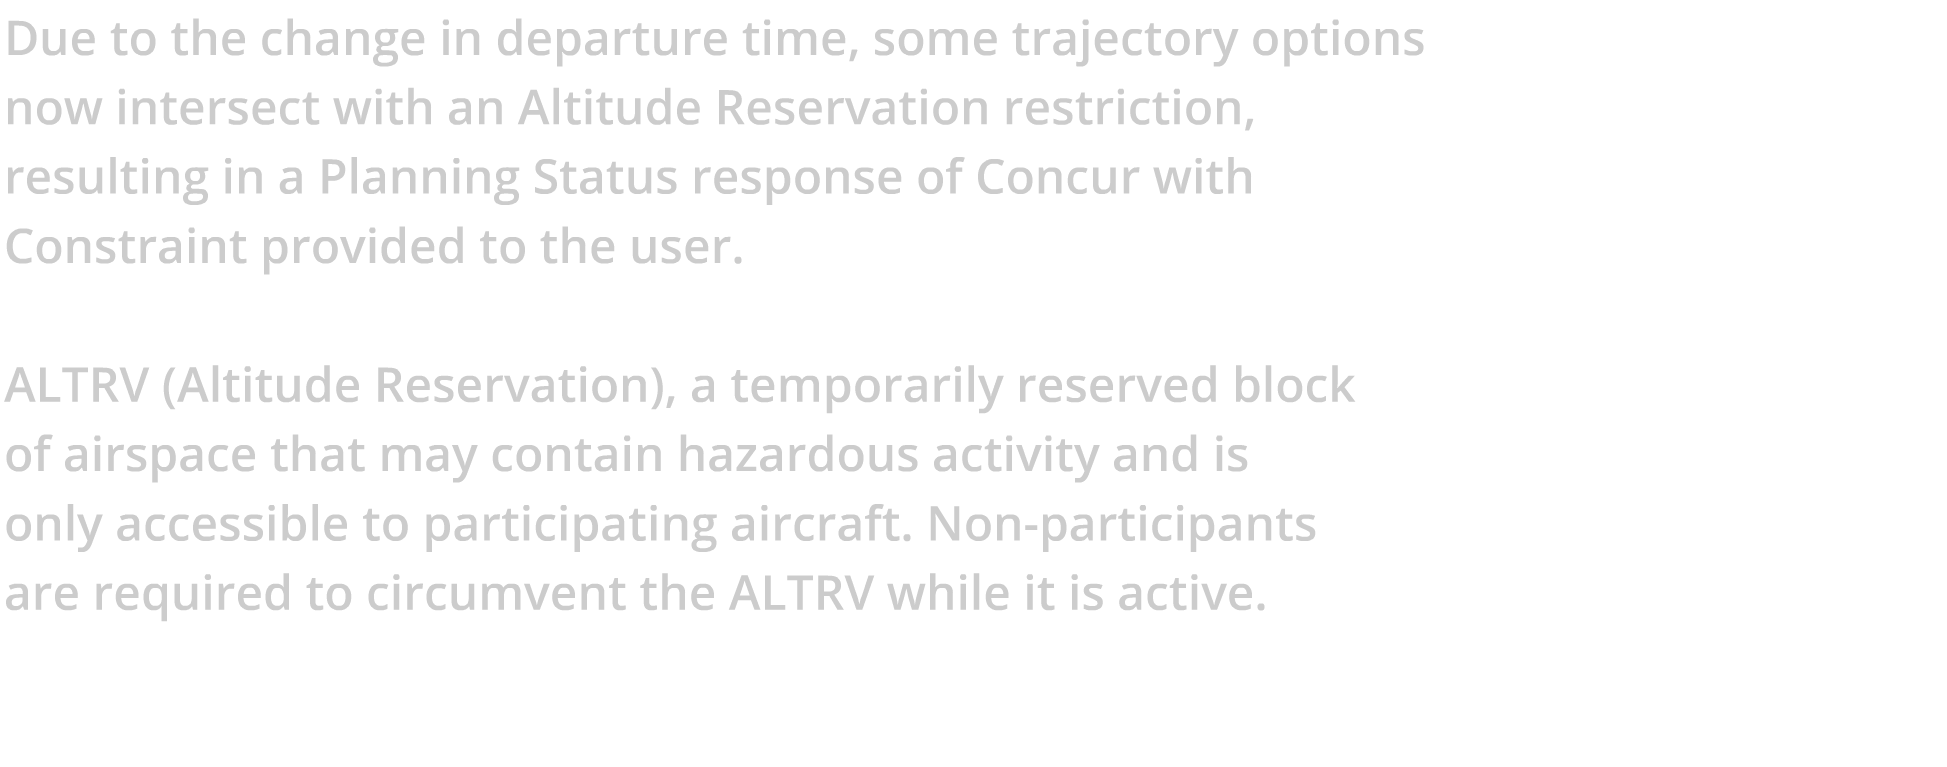 Due to the change in departure time, some trajectory options
now intersect with an Altitude Reservation restriction,
resulting in a Planning Status response of Concur with
Constraint provided to the user.
ALTRV (Altitude Reservation), a temporarily reserved block
of airspace that may contain hazardous activity and is
only accessible to participating aircraft. Non-participants
are required to circumvent the ALTRV while it is active.